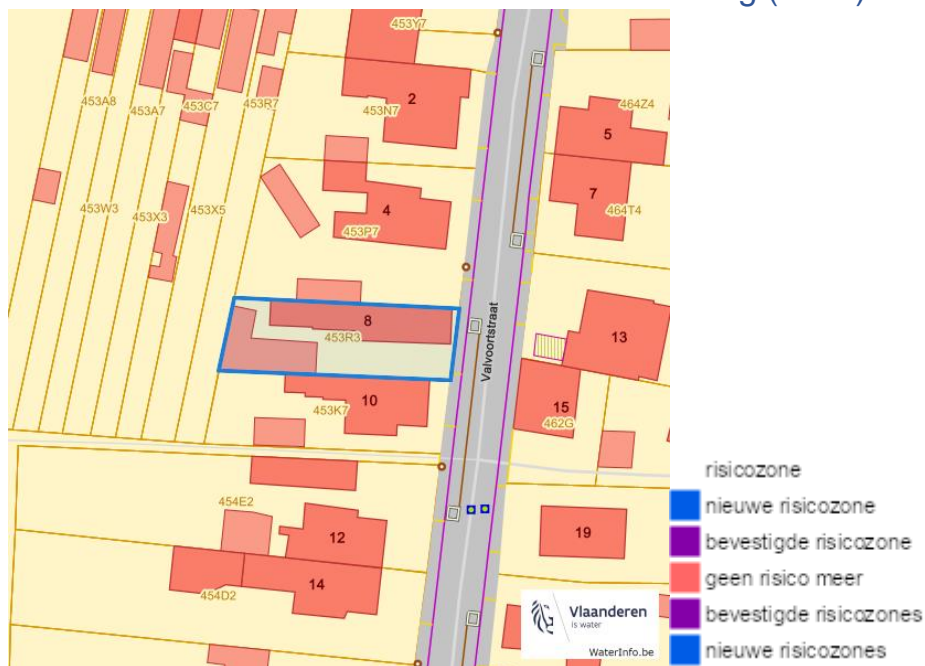 g (
453Y7
453A8
453A7
453C7
453R7
453N7
2
464Z4
5
7
464T4
453W3
453X3
453X5
4
453P7
8
453R3
Valvoortstraat
13
10
453K7
15
462G
454E2
12
19
14
454D2
Vlaanderen
is water
WaterInfo.be
risicozone
nieuwe risicozone
bevestigde risicozone
geen risico meer
bevestigde risicozones
nieuwe risicozones